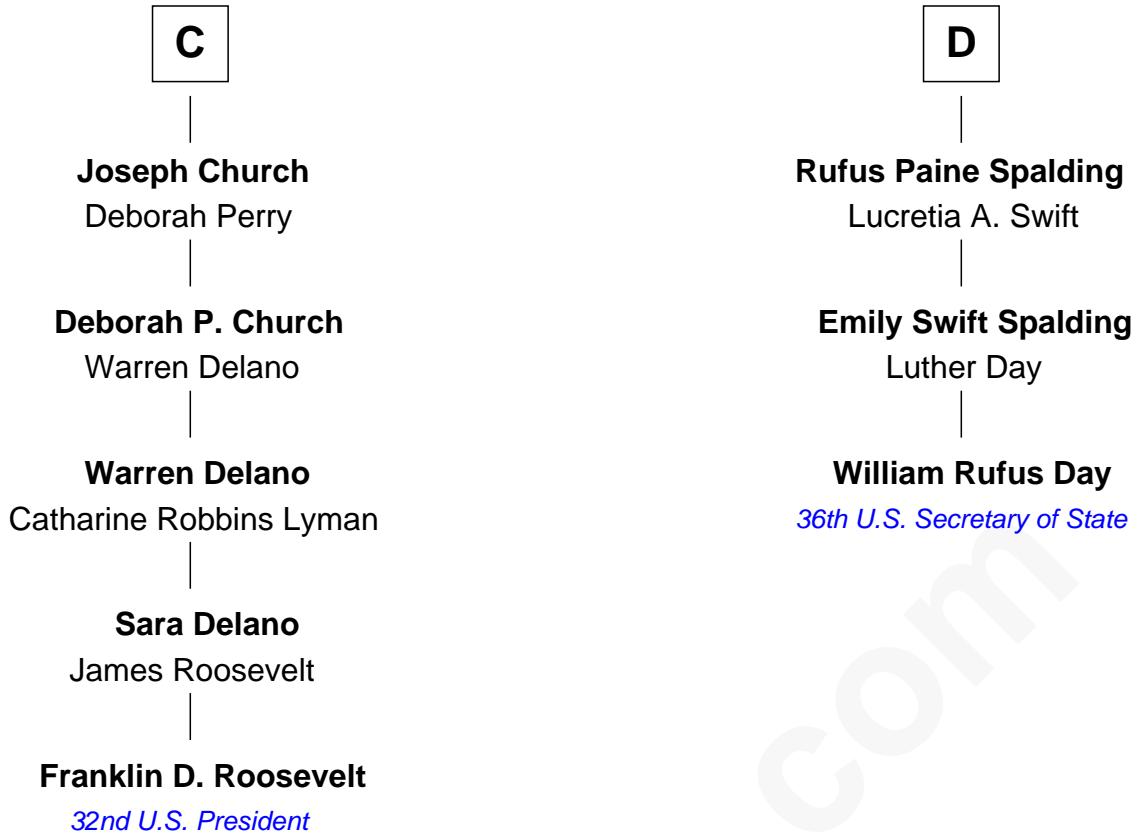 C
Joseph Church
Deborah Perry
Deborah P. Church
Warren Delano
Warren Delano
Catharine Robbins Lyman
Sara Delano
James Roosevelt
Franklin D. Roosevelt
32nd U.S. President
D
Rufus Paine Spalding
Lucretia A. Swift
Emily Swift Spalding
Luther Day
William Rufus Day
36th U.S. Secretary of State
com